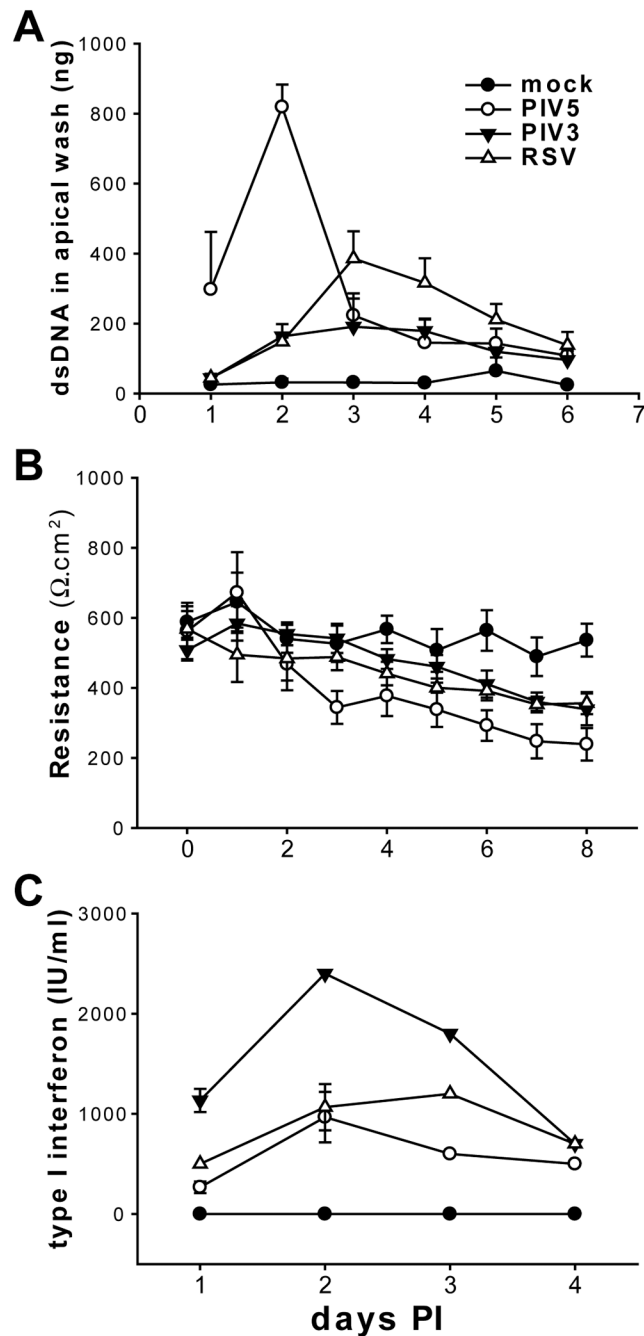 A
dsDNA in apical wash (ng)
1000
800
600
400
200
0
mock
PIV5
PIV3
RSV
0 1 2 3 4 5 6 7
B
Resistance (Ω.cm²)
1000
800
600
400
200
0
0 2 4 6 8
C
type I interferon (IU/ml)
3000
2000
1000
0
1 2 3 4
days PI